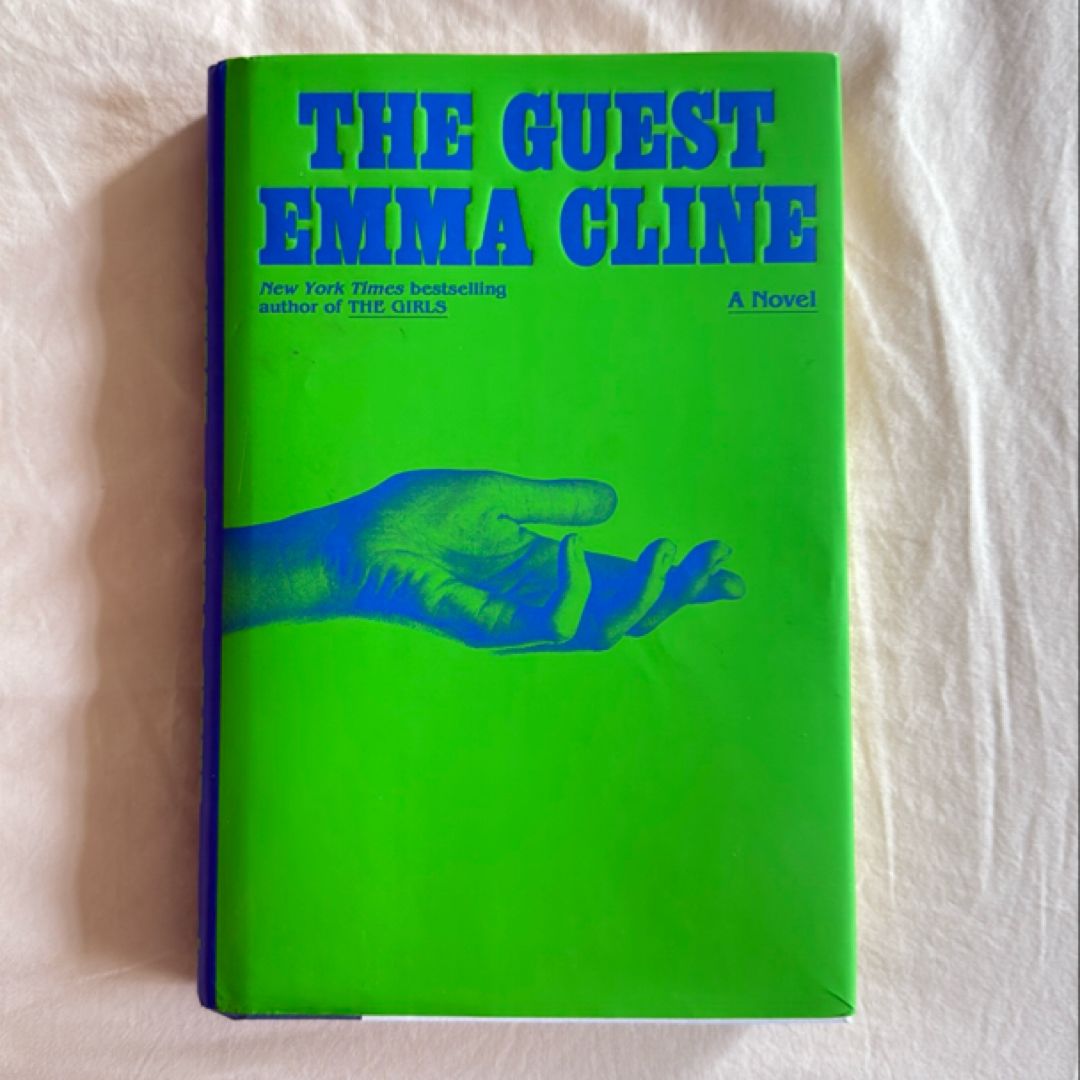 THE GUEST
EMMA CLINE
New York Times bestselling
author of THE GIRLS
A Novel